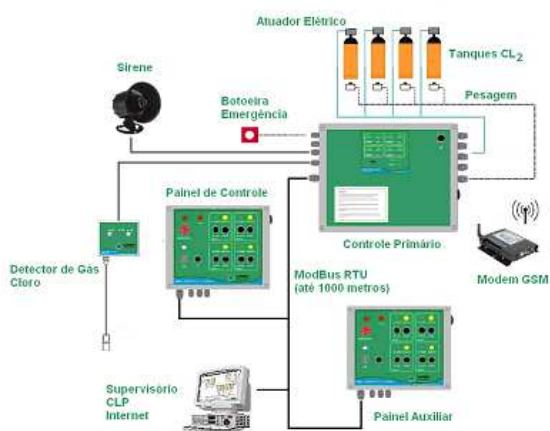 Atuador Elétrico
Tanques CL2
Sirene
Pesagem
Botoeira
Emergência
Painel de Controle
Controle Primário
Detector de Gás
Cloro
ModBus RTU
(até 1000 metros)
Modem GSM
Supervisório
CLP
Internet
Painel Auxiliar